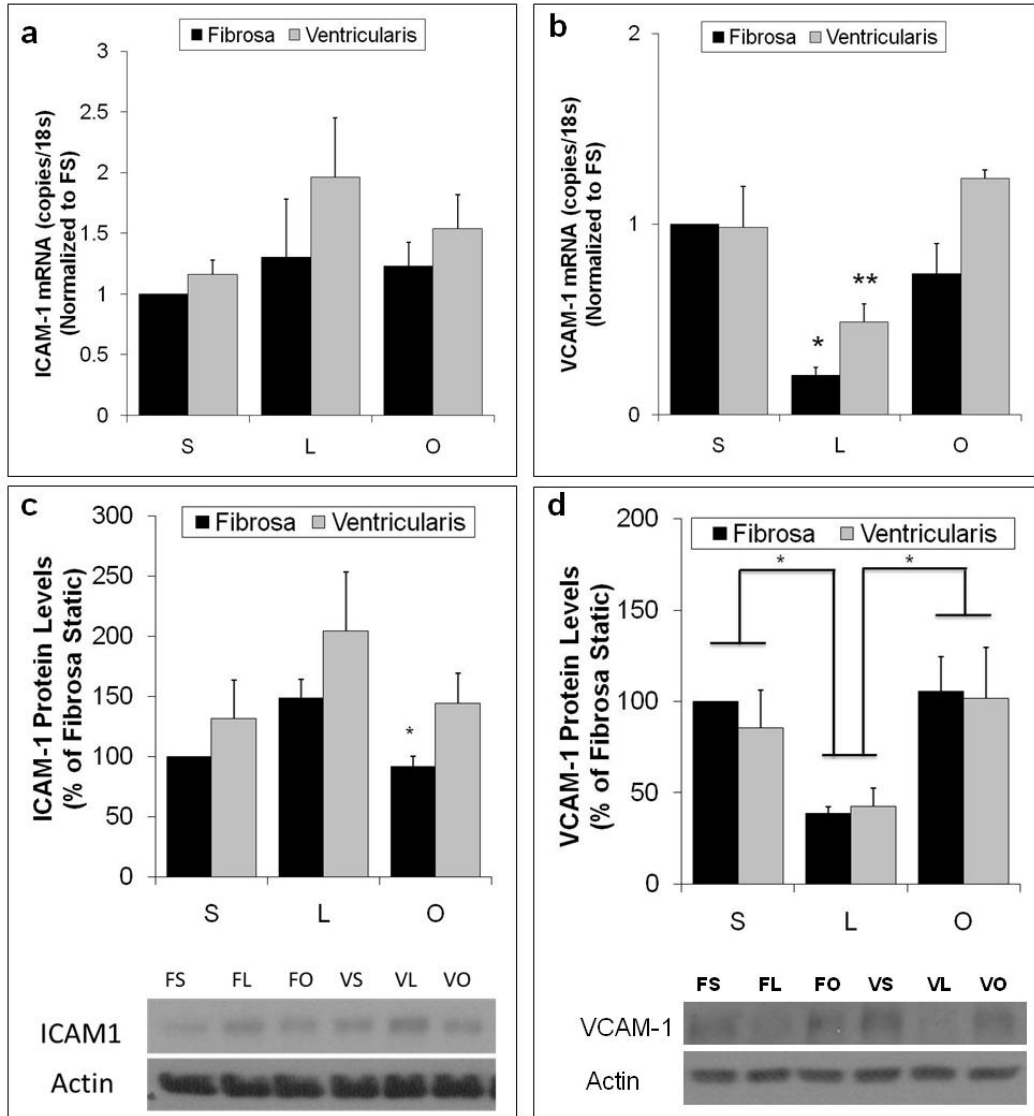 a
Fibrosa Ventricularis
ICAM-1 mRNA (copies/18s)
(Normalized to FS)
3
2.5
2
1.5
1
0.5
0
S L O
b
Fibrosa Ventricularis
VCAM-1 mRNA (copies/18s)
(Normalized to FS)
2
1
0
*
**
S L O
c
Fibrosa Ventricularis
ICAM-1 Protein Levels
(% of Fibrosa Static)
300
250
200
150
100
50
0
*
S L O
FS FL FO VS VL VO
ICAM1
Actin
d
Fibrosa Ventricularis
VCAM-1 Protein Levels
(% of Fibrosa Static)
200
150
100
50
0
* *
S L O
FS FL FO VS VL VO
VCAM-1
Actin